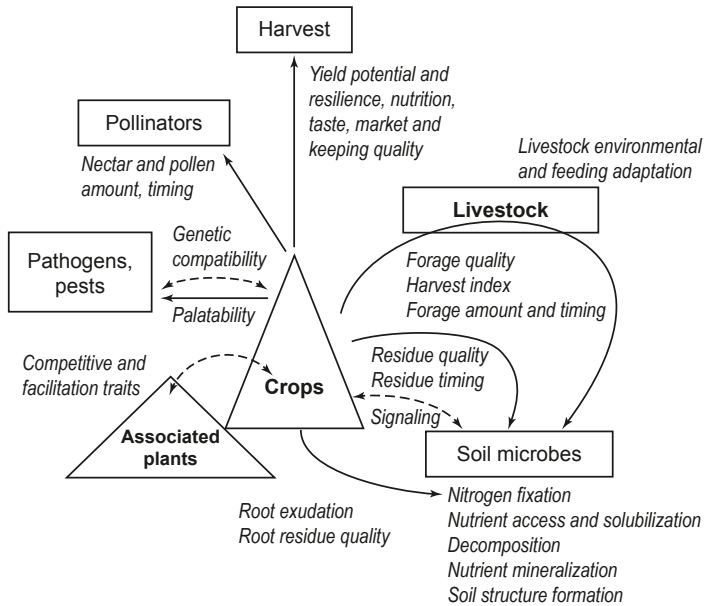 Harvest
Yield potential and
resilience, nutrition,
taste, market and
keeping quality
Pollinators
Nectar and pollen
amount, timing
Livestock environmental
and feeding adaptation
Livestock
Genetic
compatibility
Pathogens,
pests
Palatability
Forage quality
Harvest index
Forage amount and timing
Competitive and
facilitation traits
Crops
Residue quality
Residue timing
Signaling
Associated
plants
Soil microbes
Root exudation
Root residue quality
Nitrogen fixation
Nutrient access and solubilization
Decomposition
Nutrient mineralization
Soil structure formation